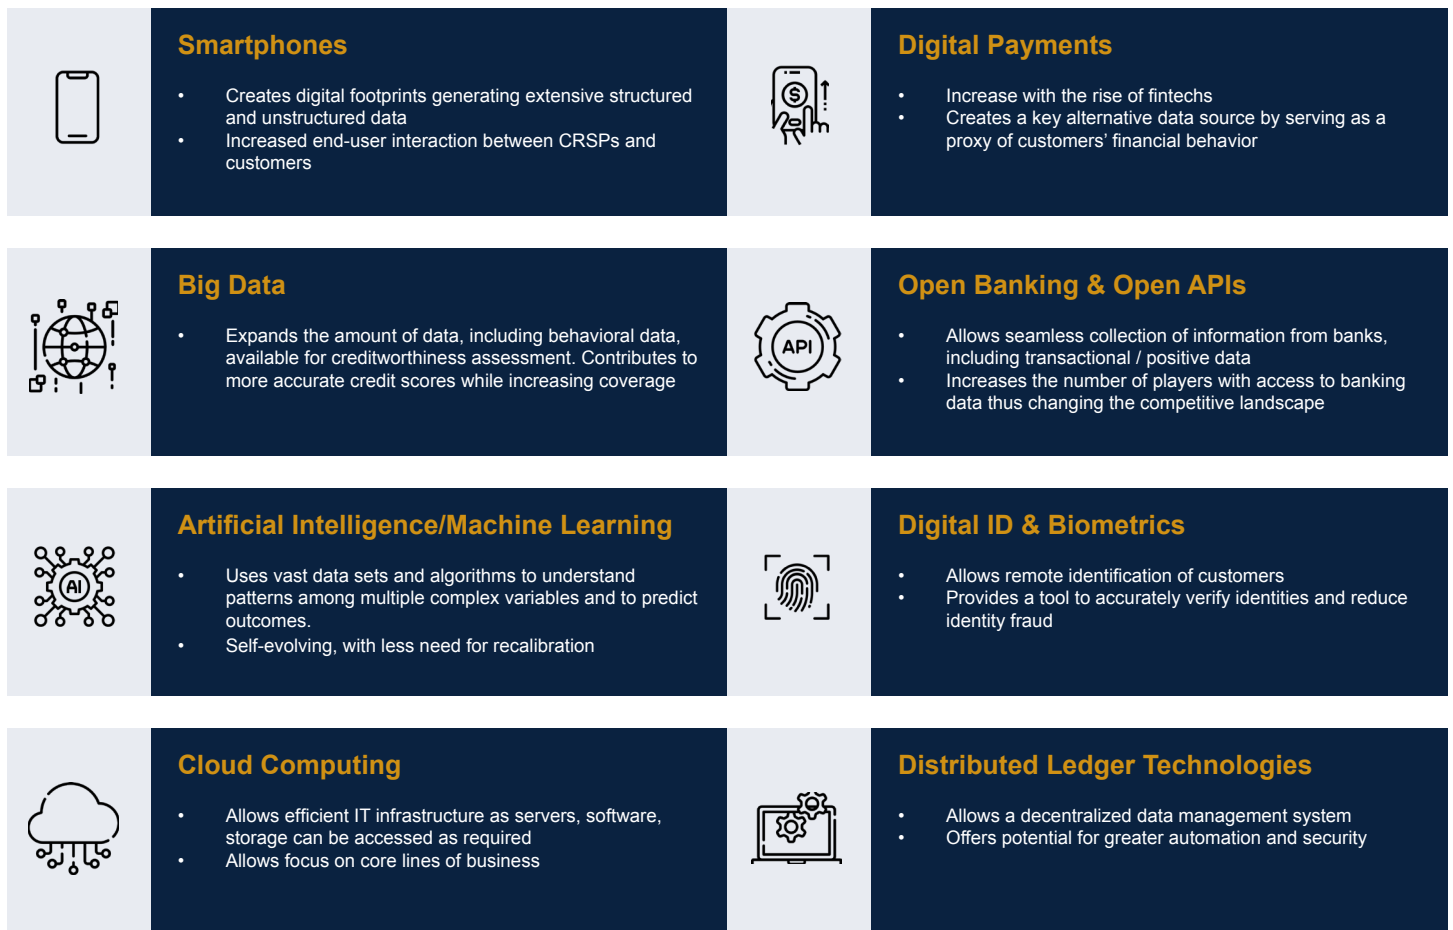 Smartphones
• Creates digital footprints generating extensive structured
and unstructured data
• Increased end-user interaction between CRSPs and
customers
Digital Payments
• Increase with the rise of fintechs
• Creates a key alternative data source by serving as a
proxy of customers’ financial behavior
$
Big Data
• Expands the amount of data, including behavioral data,
available for creditworthiness assessment. Contributes to
more accurate credit scores while increasing coverage
API
Open Banking & Open APIs
• Allows seamless collection of information from banks,
including transactional / positive data
• Increases the number of players with access to banking
data thus changing the competitive landscape
AI
Artificial Intelligence/Machine Learning
• Uses vast data sets and algorithms to understand
patterns among multiple complex variables and to predict
outcomes.
• Self-evolving, with less need for recalibration
Digital ID & Biometrics
• Allows remote identification of customers
• Provides a tool to accurately verify identities and reduce
identity fraud
Cloud Computing
• Allows efficient IT infrastructure as servers, software,
storage can be accessed as required
• Allows focus on core lines of business
Distributed Ledger Technologies
• Allows a decentralized data management system
• Offers potential for greater automation and security